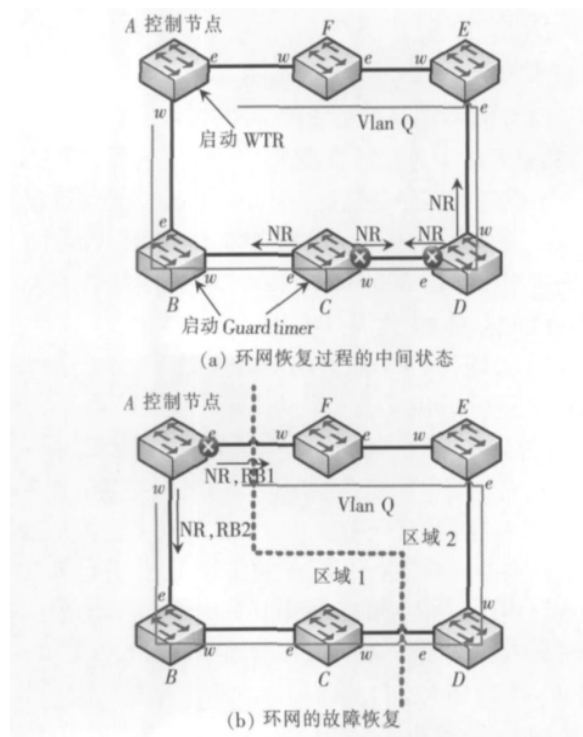 A 控制节点
F
E
e
w
e
w
w
e
启动 WTR
Vlan Q
NR
e
NR
NR
NR
w
B
w
e
C
w
e
D
启动 Guard timer
(a) 环网恢复过程的中间状态
A 控制节点
F
E
e
w
e
w
w
NR,RB1
e
Vlan Q
NR,RB2
区域 2
区域 1
e
w
B
w
e
C
w
e
D
(b) 环网的故障恢复